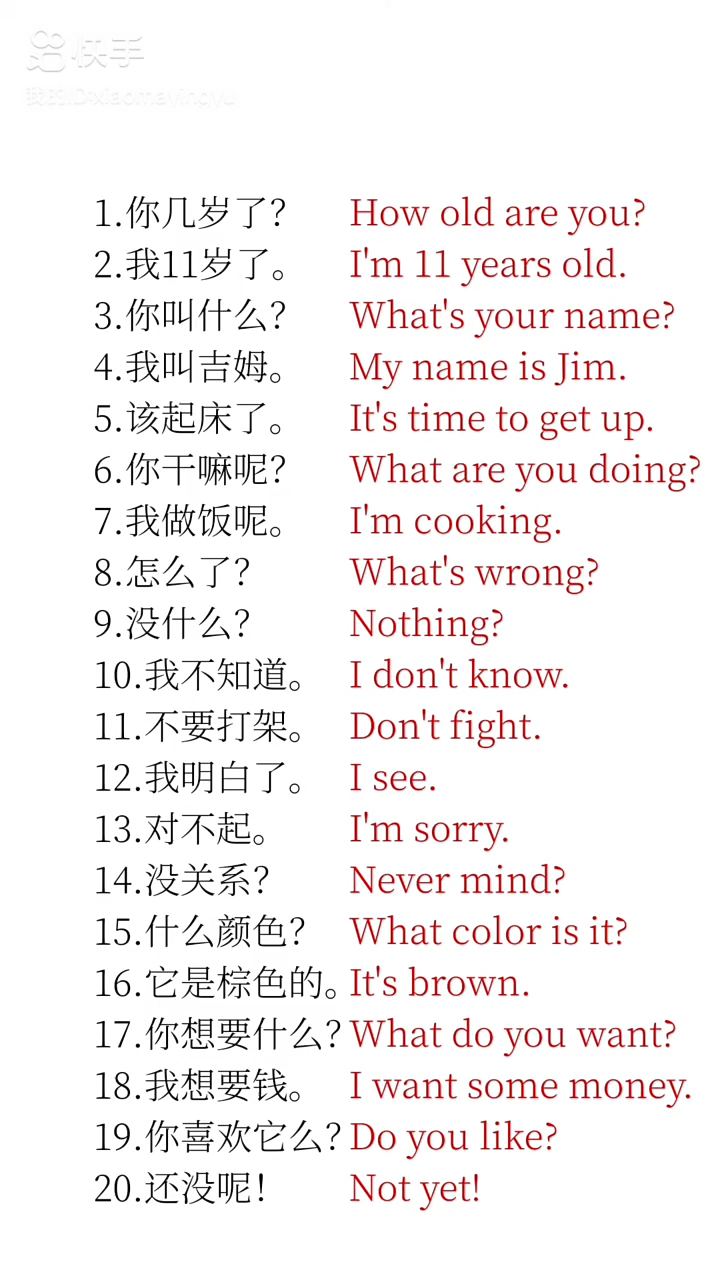 快手
我的ID:xiaomayingyu
1.你几岁了? How old are you?
2.我11岁了。 I'm 11 years old.
3.你叫什么? What's your name?
4.我叫吉姆。 My name is Jim.
5.该起床了。 It's time to get up.
6.你干嘛呢? What are you doing?
7.我做饭呢。 I'm cooking.
8.怎么了? What's wrong?
9.没什么? Nothing?
10.我不知道。 I don't know.
11.不要打架。 Don't fight.
12.我明白了。 I see.
13.对不起。 I'm sorry.
14.没关系? Never mind?
15.什么颜色? What color is it?
16.它是棕色的。 It's brown.
17.你想要什么? What do you want?
18.我想要钱。 I want some money.
19.你喜欢它么? Do you like?
20.还没呢! Not yet!